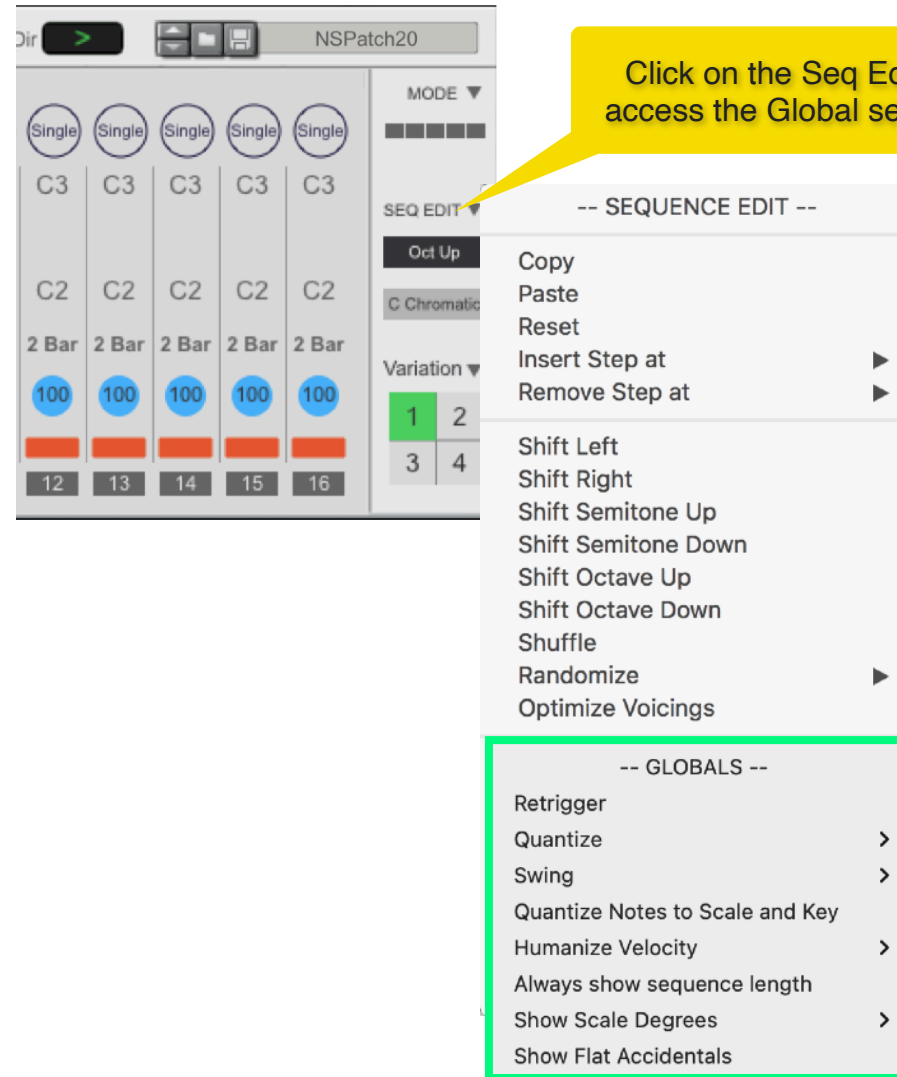 Dir > NSPatch20
Click on the Seq
access the Global
MODE ▼
Single Single Single Single Single
C3 C3 C3 C3 C3
SEQ EDIT ▼
Oct Up
C2 C2 C2 C2 C2
C Chromatic
2 Bar 2 Bar 2 Bar 2 Bar 2 Bar
Variation ▼
100 100 100 100 100
1 2
3 4
12 13 14 15 16
-- SEQUENCE EDIT --
Copy
Paste
Reset
Insert Step at
Remove Step at
Shift Left
Shift Right
Shift Semitone Up
Shift Semitone Down
Shift Octave Up
Shift Octave Down
Shuffle
Randomize
Optimize Voicings
-- GLOBALS --
Retrigger
Quantize >
Swing >
Quantize Notes to Scale and Key
Humanize Velocity >
Always show sequence length
Show Scale Degrees >
Show Flat Accidentals